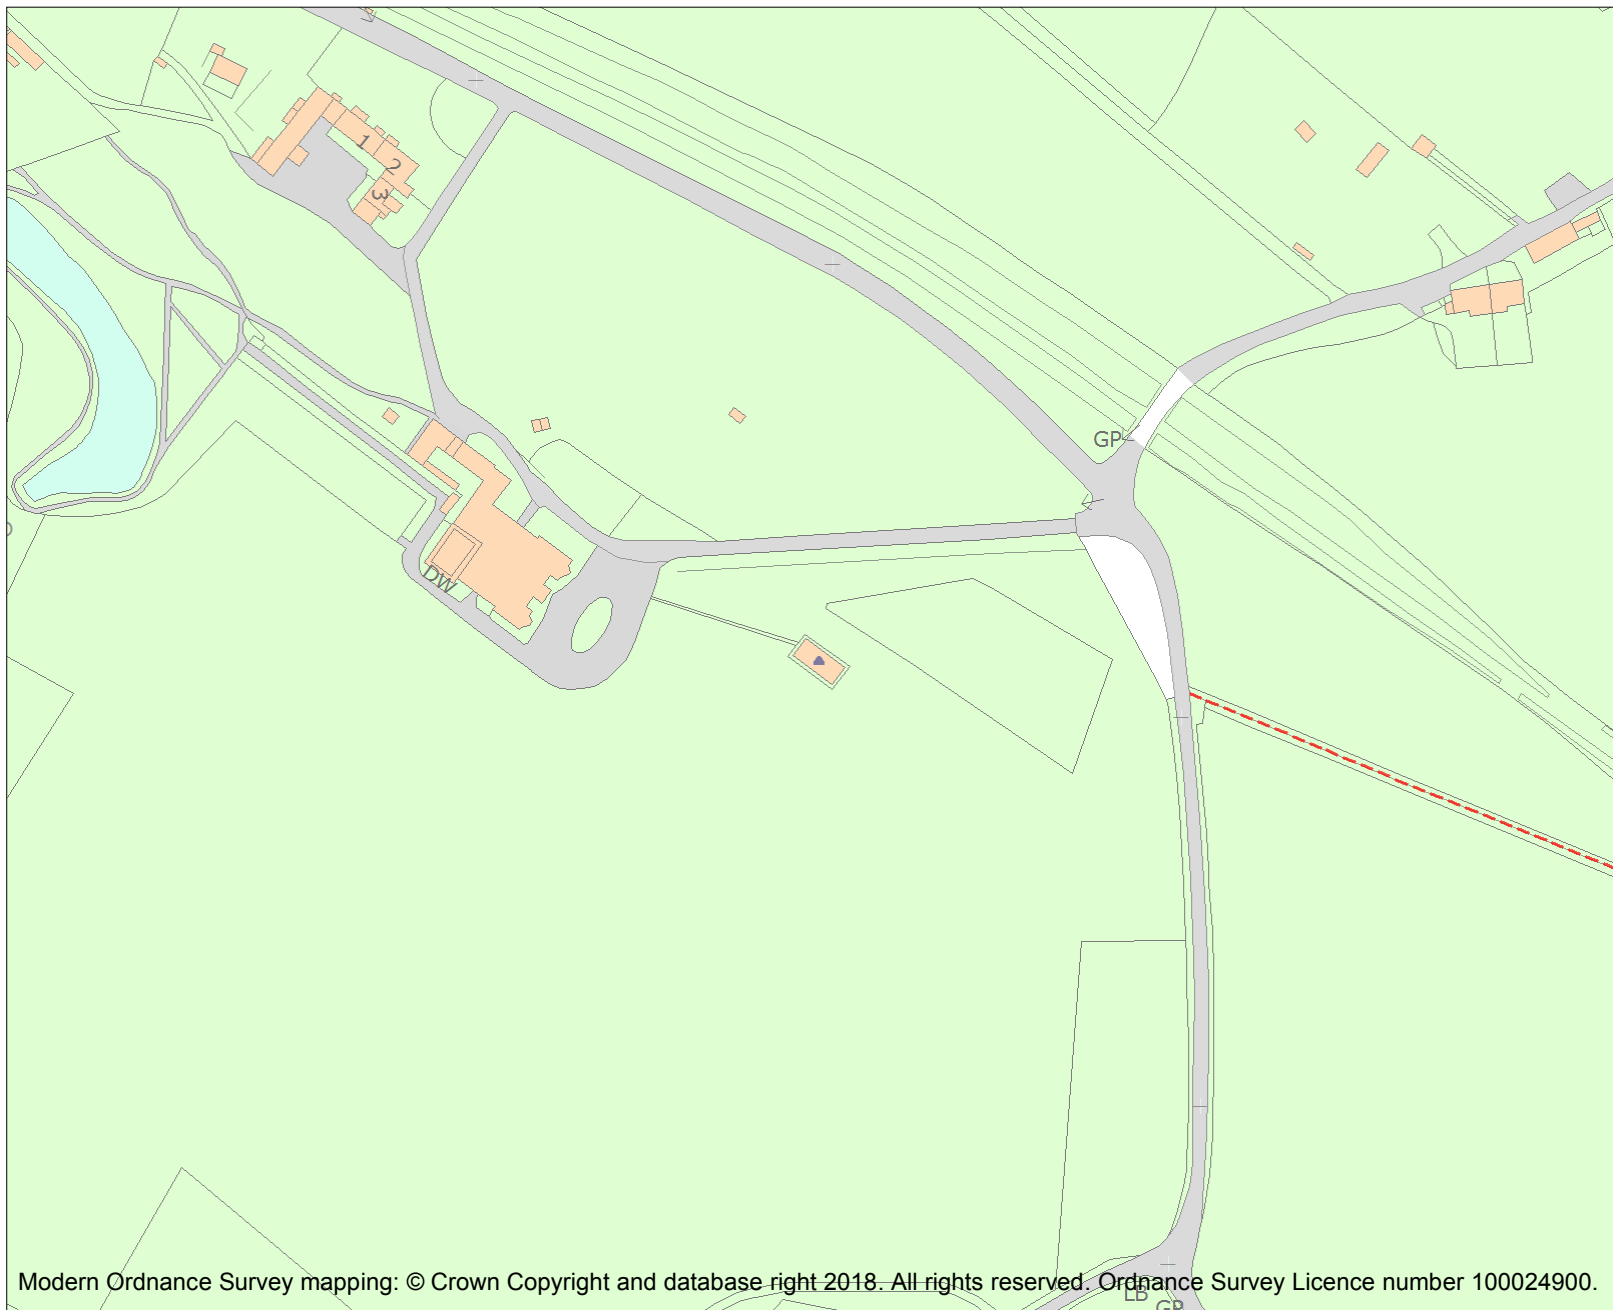 1
2
3
GP
DW
Modern Ordnance Survey mapping: © Crown Copyright and database right 2018. All rights reserved. Ordnance Survey Licence number 100024900.
LB
GP